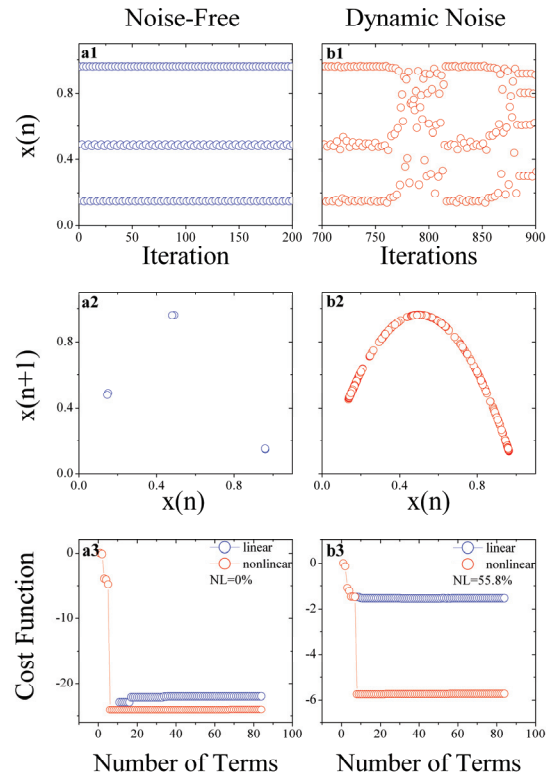 Noise-Free
Dynamic Noise
a1
x(n)
0.8
0.4
0.0
0 50 100 150 200
Iteration
b1
700 750 800 850 900
Iterations
a2
x(n+1)
0.8
0.4
0.0
0.0 0.4 0.8
x(n)
b2
0.0 0.4 0.8
x(n)
a3
linear
nonlinear
NL=0%
Cost Function
0
-10
-20
0 20 40 60 80 100
Number of Terms
b3
linear
nonlinear
NL=55.8%
0
-2
-4
-6
0 20 40 60 80 100
Number of Terms